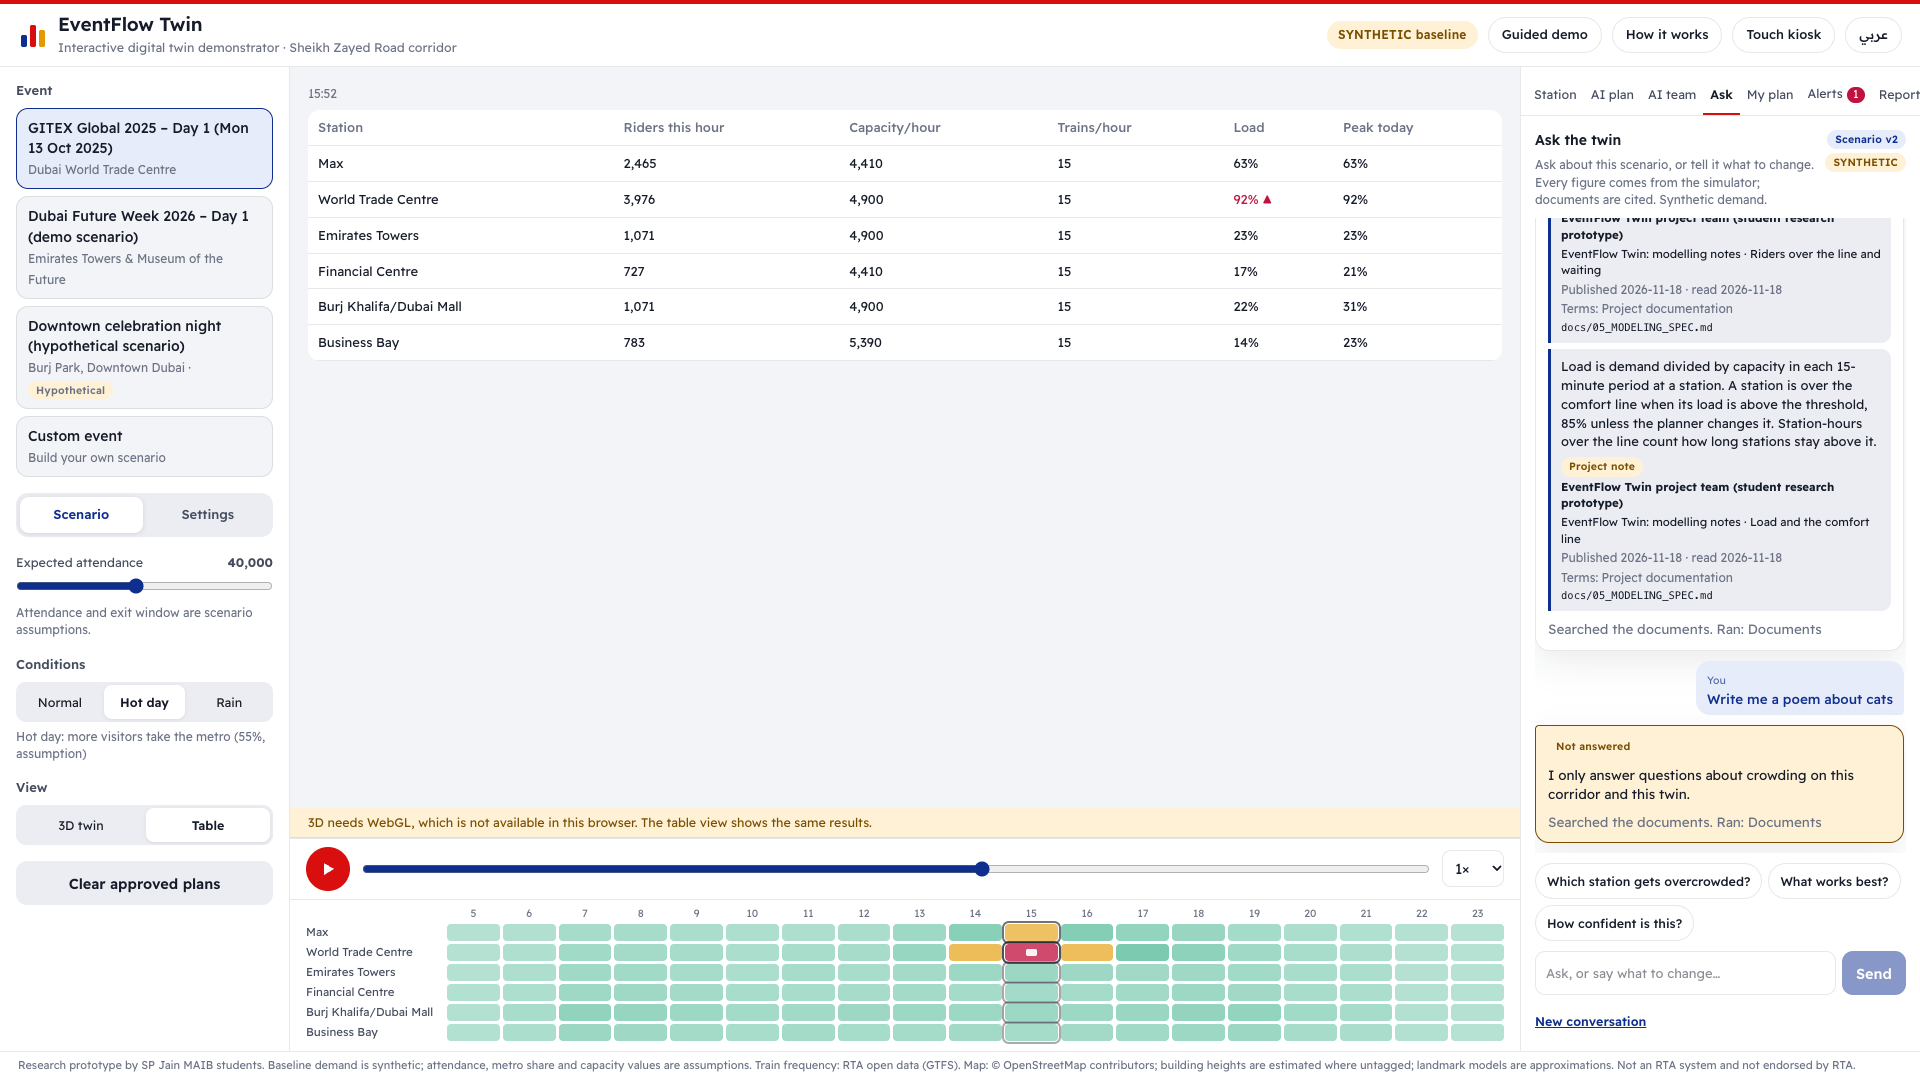 EventFlow Twin
Interactive digital twin demonstrator · Sheikh Zayed Road corridor
SYNTHETIC baseline
Guided demo
How it works
Touch kiosk
عربي
Event
GITEX Global 2025 – Day 1 (Mon
13 Oct 2025)
Dubai World Trade Centre
Dubai Future Week 2026 – Day 1
(demo scenario)
Emirates Towers & Museum of the
Future
Downtown celebration night
(hypothetical scenario)
Burj Park, Downtown Dubai ·
Hypothetical
Custom event
Build your own scenario
Scenario Settings
Expected attendance 40,000
Attendance and exit window are scenario
assumptions.
Conditions
Normal Hot day Rain
Hot day: more visitors take the metro (55%,
assumption)
View
3D twin Table
Clear approved plans
15:52
Station Riders this hour Capacity/hour Trains/hour Load Peak today
Max 2,465 4,410 15 63% 63%
World Trade Centre 3,976 4,900 15 92% ▲ 92%
Emirates Towers 1,071 4,900 15 23% 23%
Financial Centre 727 4,410 15 17% 21%
Burj Khalifa/Dubai Mall 1,071 4,900 15 22% 31%
Business Bay 783 5,390 15 14% 23%
3D needs WebGL, which is not available in this browser. The table view shows the same results.
1×
5 6 7 8 9 10 11 12 13 14 15 16 17 18 19 20 21 22 23
Max
World Trade Centre
Emirates Towers
Financial Centre
Burj Khalifa/Dubai Mall
Business Bay
Station AI plan AI team Ask My plan Alerts 1 Report
Ask the twin
Scenario v2
SYNTHETIC
Ask about this scenario, or tell it what to change.
Every figure comes from the simulator;
documents are cited. Synthetic demand.
EventFlow Twin project team (student research
prototype)
EventFlow Twin: modelling notes · Riders over the line and
waiting
Published 2026-11-18 · read 2026-11-18
Terms: Project documentation
docs/05_MODELING_SPEC.md
Load is demand divided by capacity in each 15-
minute period at a station. A station is over the
comfort line when its load is above the threshold,
85% unless the planner changes it. Station-hours
over the line count how long stations stay above it.
Project note
EventFlow Twin project team (student research
prototype)
EventFlow Twin: modelling notes · Load and the comfort
line
Published 2026-11-18 · read 2026-11-18
Terms: Project documentation
docs/05_MODELING_SPEC.md
Searched the documents. Ran: Documents
You
Write me a poem about cats
Not answered
I only answer questions about crowding on this
corridor and this twin.
Searched the documents. Ran: Documents
Which station gets overcrowded?
What works best?
How confident is this?
Ask, or say what to change…
Send
New conversation
Research prototype by SP Jain MAIB students. Baseline demand is synthetic; attendance, metro share and capacity values are assumptions. Train frequency: RTA open data (GTFS). Map: © OpenStreetMap contributors; building heights are estimated where untagged; landmark models are approximations. Not an RTA system and not endorsed by RTA.